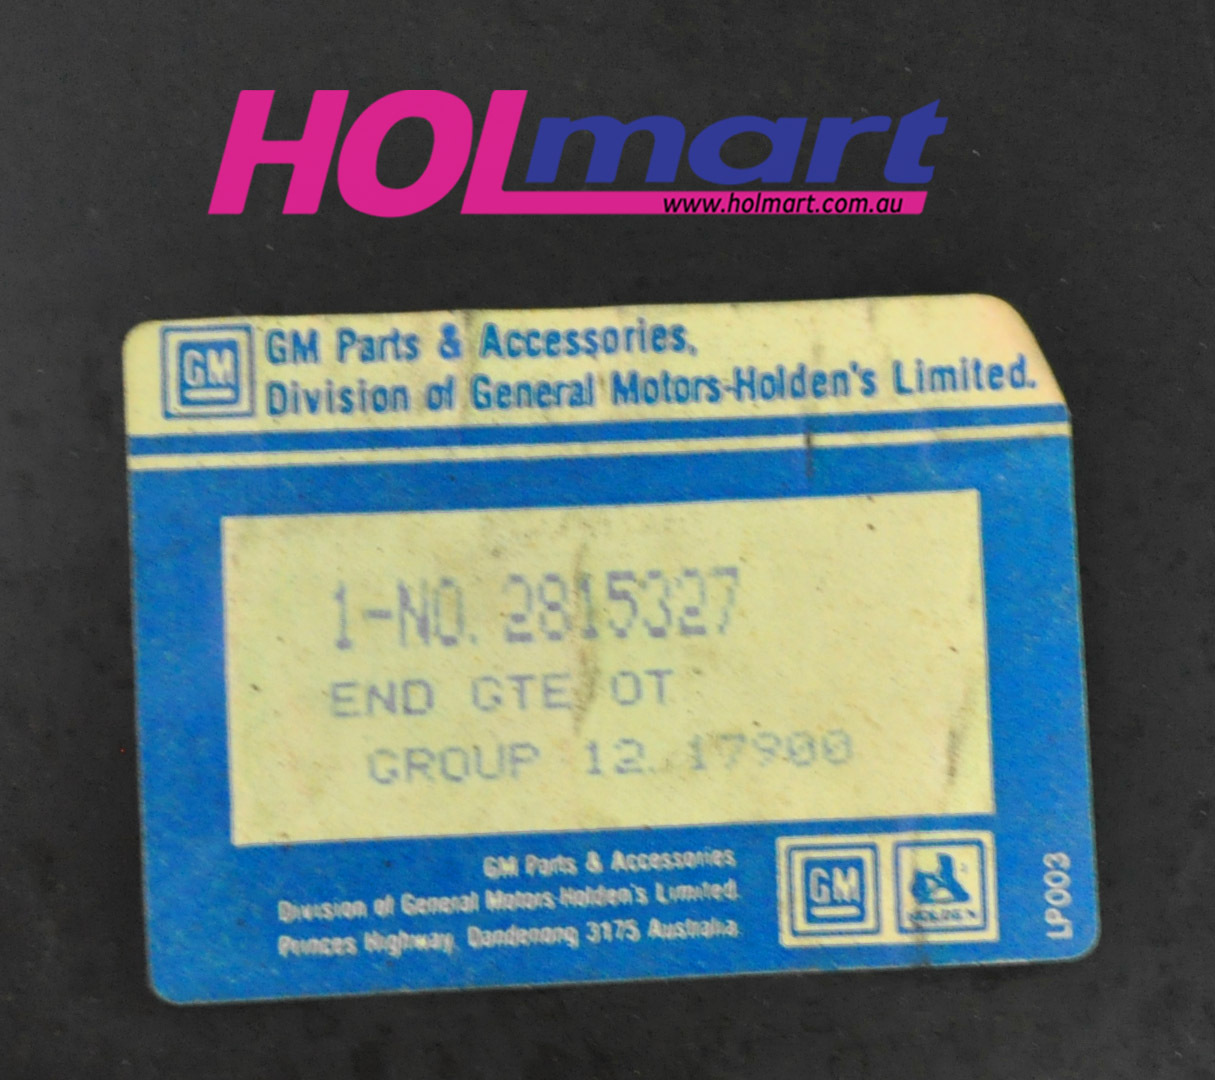 HOLmart
www.holmart.com.au
GM GM Parts & Accessories,
Division of General Motors-Holden's Limited.
1-NO. 2815327
END GTE OT
GROUP 12.17900
GM Parts & Accessories
Division of General Motors-Holden's Limited.
Princes Highway, Dandenong 3175 Australia.
GM
HOLDEN
LP003